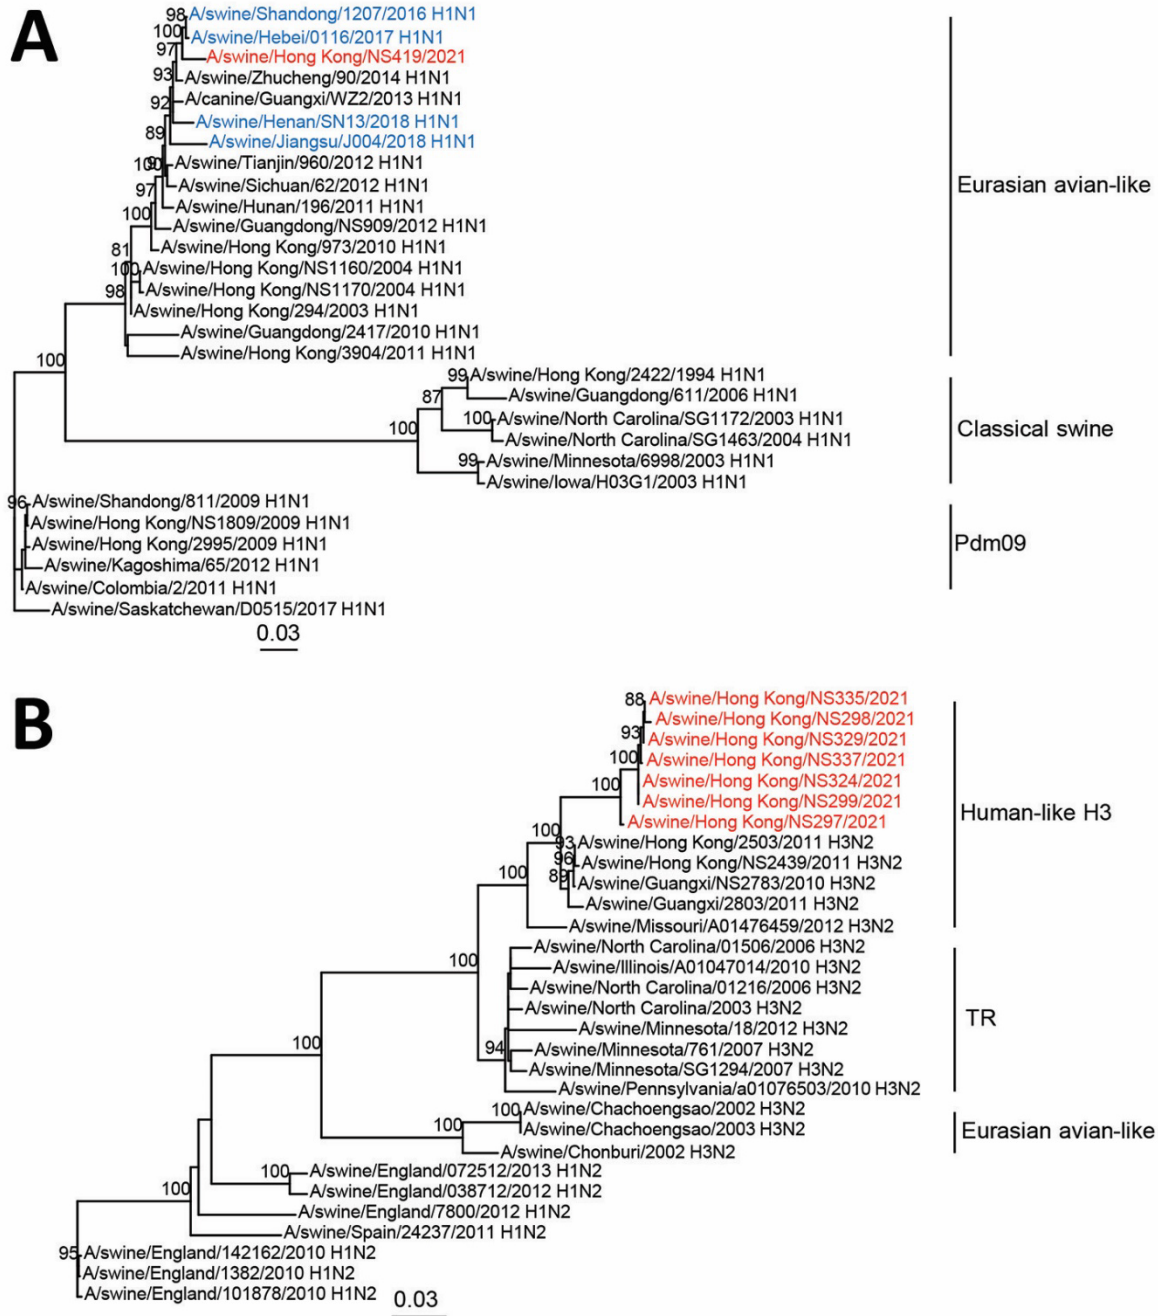 A
98 A/swine/Shandong/1207/2016 H1N1
100 A/swine/Hebei/0116/2017 H1N1
97 A/swine/Hong Kong/NS419/2021
93 A/swine/Zhucheng/90/2014 H1N1
92 A/canine/Guangxi/WZ2/2013 H1N1
A/swine/Henan/SN13/2018 H1N1
89 A/swine/Jiangsu/J004/2018 H1N1
100 A/swine/Tianjin/960/2012 H1N1
97 A/swine/Sichuan/62/2012 H1N1
Eurasian avian-like
A/swine/Hunan/196/2011 H1N1
100 A/swine/Guangdong/NS909/2012 H1N1
81 A/swine/Hong Kong/973/2010 H1N1
100 A/swine/Hong Kong/NS1160/2004 H1N1
98 A/swine/Hong Kong/NS1170/2004 H1N1
A/swine/Hong Kong/294/2003 H1N1
A/swine/Guangdong/2417/2010 H1N1
A/swine/Hong Kong/3904/2011 H1N1
100
99 A/swine/Hong Kong/2422/1994 H1N1
87 A/swine/Guangdong/611/2006 H1N1
100 A/swine/North Carolina/SG1172/2003 H1N1
100
Classical swine
A/swine/North Carolina/SG1463/2004 H1N1
99 A/swine/Minnesota/6998/2003 H1N1
A/swine/Iowa/H03G1/2003 H1N1
96 A/swine/Shandong/811/2009 H1N1
A/swine/Hong Kong/NS1809/2009 H1N1
A/swine/Hong Kong/2995/2009 H1N1
Pdm09
A/swine/Kagoshima/65/2012 H1N1
A/swine/Colombia/2/2011 H1N1
A/swine/Saskatchewan/D0515/2017 H1N1
0.03
B
88 A/swine/Hong Kong/NS335/2021
A/swine/Hong Kong/NS298/2021
93 A/swine/Hong Kong/NS329/2021
100 A/swine/Hong Kong/NS337/2021
100 A/swine/Hong Kong/NS324/2021
A/swine/Hong Kong/NS299/2021
Human-like H3
A/swine/Hong Kong/NS297/2021
100
93 A/swine/Hong Kong/2503/2011 H3N2
96 A/swine/Hong Kong/NS2439/2011 H3N2
100
89 A/swine/Guangxi/NS2783/2010 H3N2
A/swine/Guangxi/2803/2011 H3N2
A/swine/Missouri/A01476459/2012 H3N2
A/swine/North Carolina/01506/2006 H3N2
100
A/swine/Illinois/A01047014/2010 H3N2
A/swine/North Carolina/01216/2006 H3N2
A/swine/North Carolina/2003 H3N2
TR
A/swine/Minnesota/18/2012 H3N2
100
94 A/swine/Minnesota/761/2007 H3N2
A/swine/Minnesota/SG1294/2007 H3N2
A/swine/Pennsylvania/a01076503/2010 H3N2
100 A/swine/Chachoengsao/2002 H3N2
100 A/swine/Chachoengsao/2003 H3N2
Eurasian avian-like
A/swine/Chonburi/2002 H3N2
100 A/swine/England/072512/2013 H1N2
100 A/swine/England/038712/2012 H1N2
A/swine/England/7800/2012 H1N2
A/swine/Spain/24237/2011 H1N2
95 A/swine/England/142162/2010 H1N2
A/swine/England/1382/2010 H1N2
A/swine/England/101878/2010 H1N2
0.03